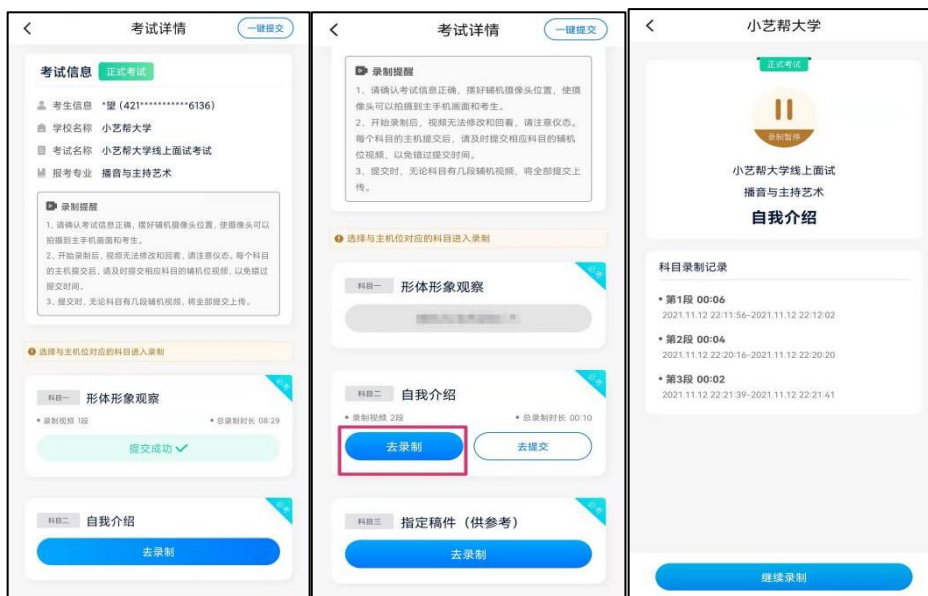 考试详情
一键提交
考试信息 正式考试
考生信息 *望 (421***********6136)
学校名称 小艺帮大学
考试名称 小艺帮大学线上面试考试
报考专业 播音与主持艺术
录制提醒
1、请确认考试信息正确，摆好辅机摄像头位置，使摄像头可以
拍摄到主手机画面和考生。
2、开始录制后，视频无法修改和回看，请注意仪态。每个科目
的主机提交后，请及时提交相应科目的辅机位视频，以免错过
提交时间。
3、提交时，无论科目有几段辅机视频，将全部提交上传。
选择与主机位对应的科目进入录制
科目一 形体形象观察
• 录制视频 1段 • 总录制时长 08:29
提交成功
科目二 自我介绍
去录制
考试详情
一键提交
录制提醒
1、请确认考试信息正确，摆好辅机摄像头位置，使摄
像头可以拍摄到主手机画面和考生。
2、开始录制后，视频无法修改和回看，请注意仪态。
每个科目的主机提交后，请及时提交相应科目的辅机
位视频，以免错过提交时间。
3、提交时，无论科目有几段辅机视频，将全部提交上
传。
选择与主机位对应的科目进入录制
科目一 形体形象观察
科目二 自我介绍
• 录制视频 2段 • 总录制时长 00:10
去录制 去提交
科目三 指定稿件（供参考）
去录制
小艺帮大学
正式考试
录制暂停
小艺帮大学线上面试
播音与主持艺术
自我介绍
科目录制记录
• 第1段 00:06
2021.11.12 22:11:56-2021.11.12 22:12:02
• 第2段 00:04
2021.11.12 22:20:16-2021.11.12 22:20:20
• 第3段 00:02
2021.11.12 22:21:39-2021.11.12 22:21:41
继续录制